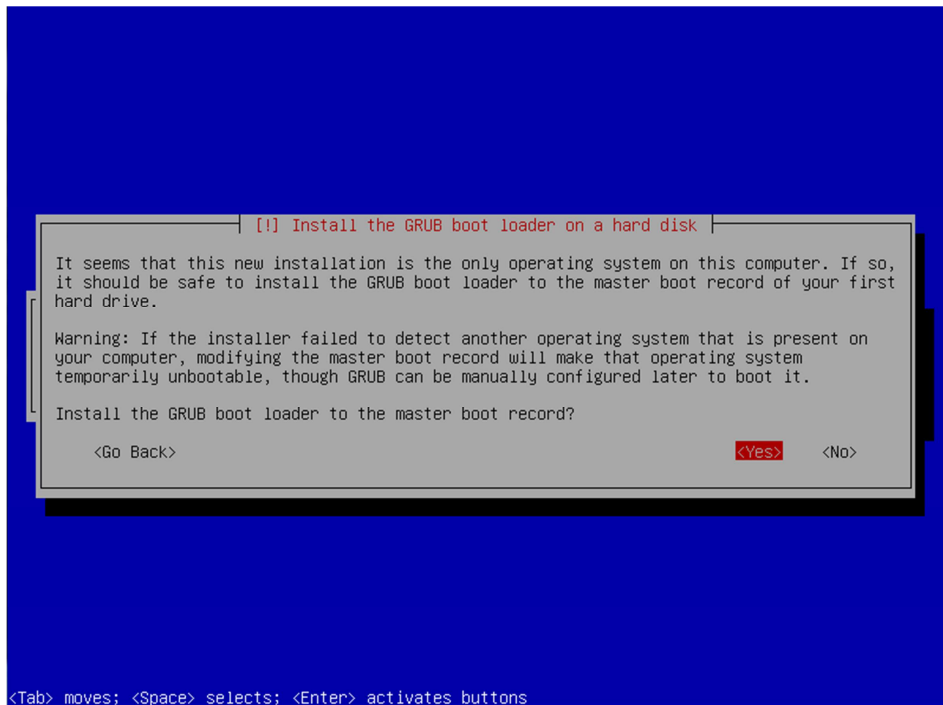 [!] Install the GRUB boot loader on a hard disk
It seems that this new installation is the only operating system on this computer. If so,
it should be safe to install the GRUB boot loader to the master boot record of your first
hard drive.
Warning: If the installer failed to detect another operating system that is present on
your computer, modifying the master boot record will make that operating system
temporarily unbootable, though GRUB can be manually configured later to boot it.
Install the GRUB boot loader to the master boot record?
<Go Back> <Yes> <No>
<Tab> moves; <Space> selects; <Enter> activates buttons